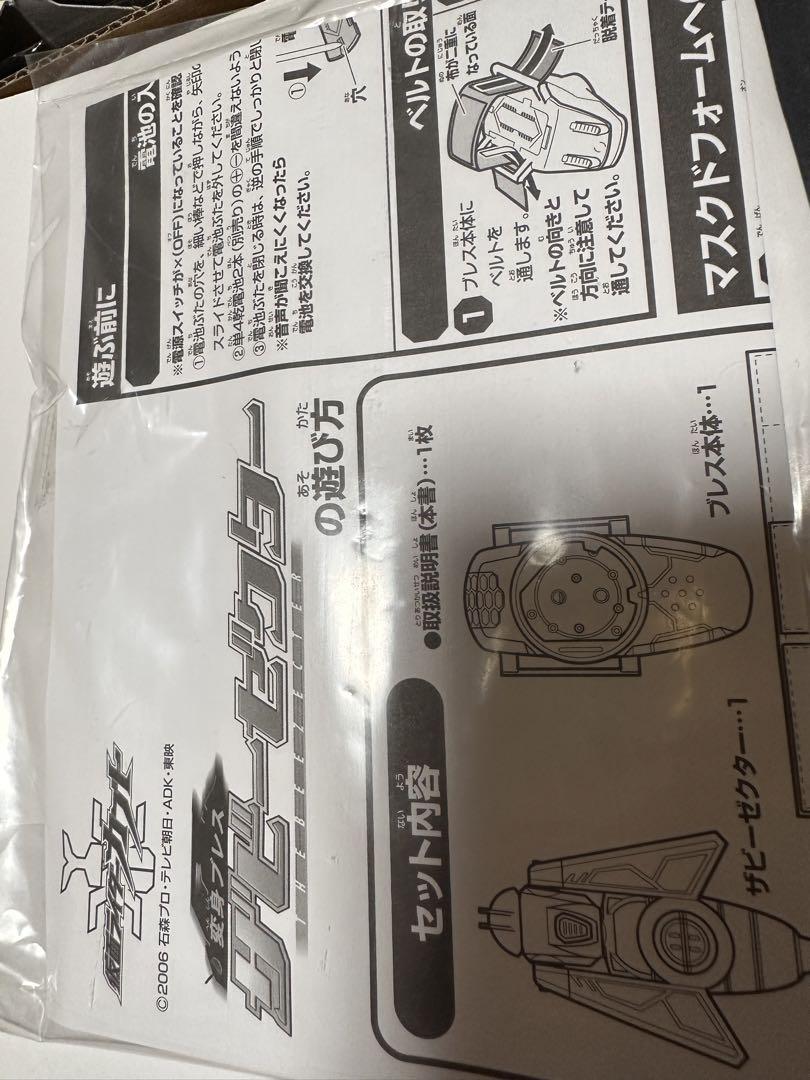 仮面ライダーカブト
©2006 石森プロ・テレビ朝日・ADK・東映
変身ブレス
ザビーゼクター
THE BEE ZECTER
の遊び方
セット内容
●取扱説明書(本書)…1枚
ザビーゼクター…1
ブレス本体…1
遊ぶ前に
電池の入
※電源スイッチが×(OFF)になっていることを確認
①電池ぶたの穴を、細い棒などで押しながら、矢印
スライドさせて電池ぶたを外してください。
②単4乾電池2本(別売り)の⊕⊖を間違えないよう
③電池ぶたを閉じる時は、逆の手順でしっかりと閉じ
※音声が聞こえにくくなったら
電池を交換してください。
①
穴
ベルトの取
1
ブレス本体に
ベルトを
通します。
※ベルトの向きと
方向に注意して
通してください。
布が二重に
なっている面
脱着テ
マスクドフォームへ